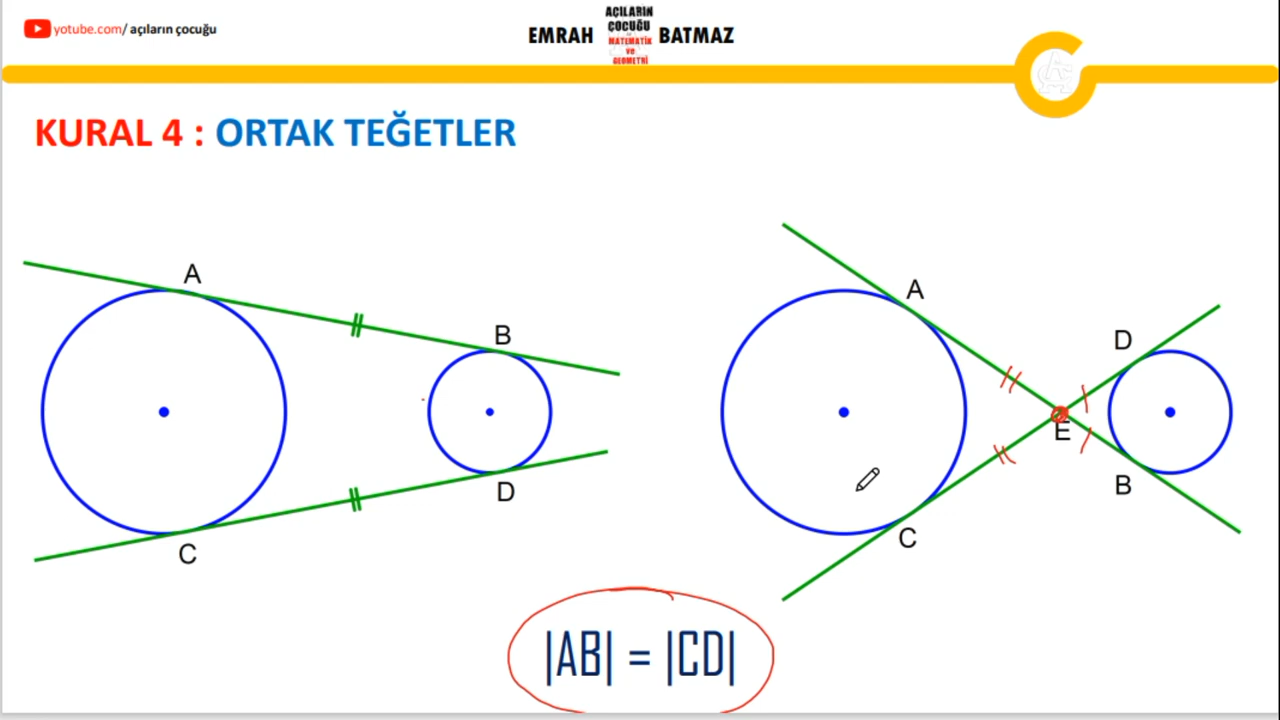 yotube.com/ açıların çocuğu
EMRAH
AÇILARIN
ÇOCUĞU
MATEMATİK
ve
GEOMETRİ
BATMAZ
KURAL 4 : ORTAK TEĞETLER
A
B
C
D
A
D
E
B
C
|AB| = |CD|